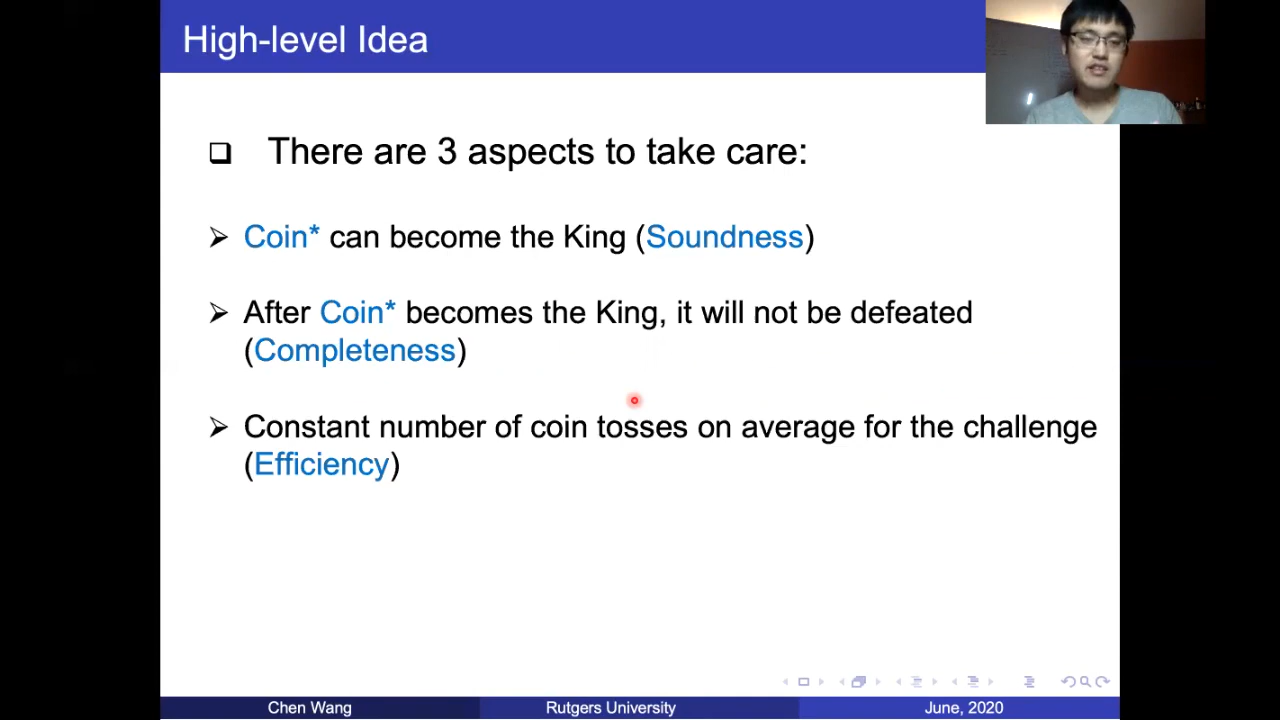 High-level Idea
There are 3 aspects to take care:
Coin* can become the King (Soundness)
After Coin* becomes the King, it will not be defeated
(Completeness)
Constant number of coin tosses on average for the challenge
(Efficiency)
Chen Wang Rutgers University June, 2020